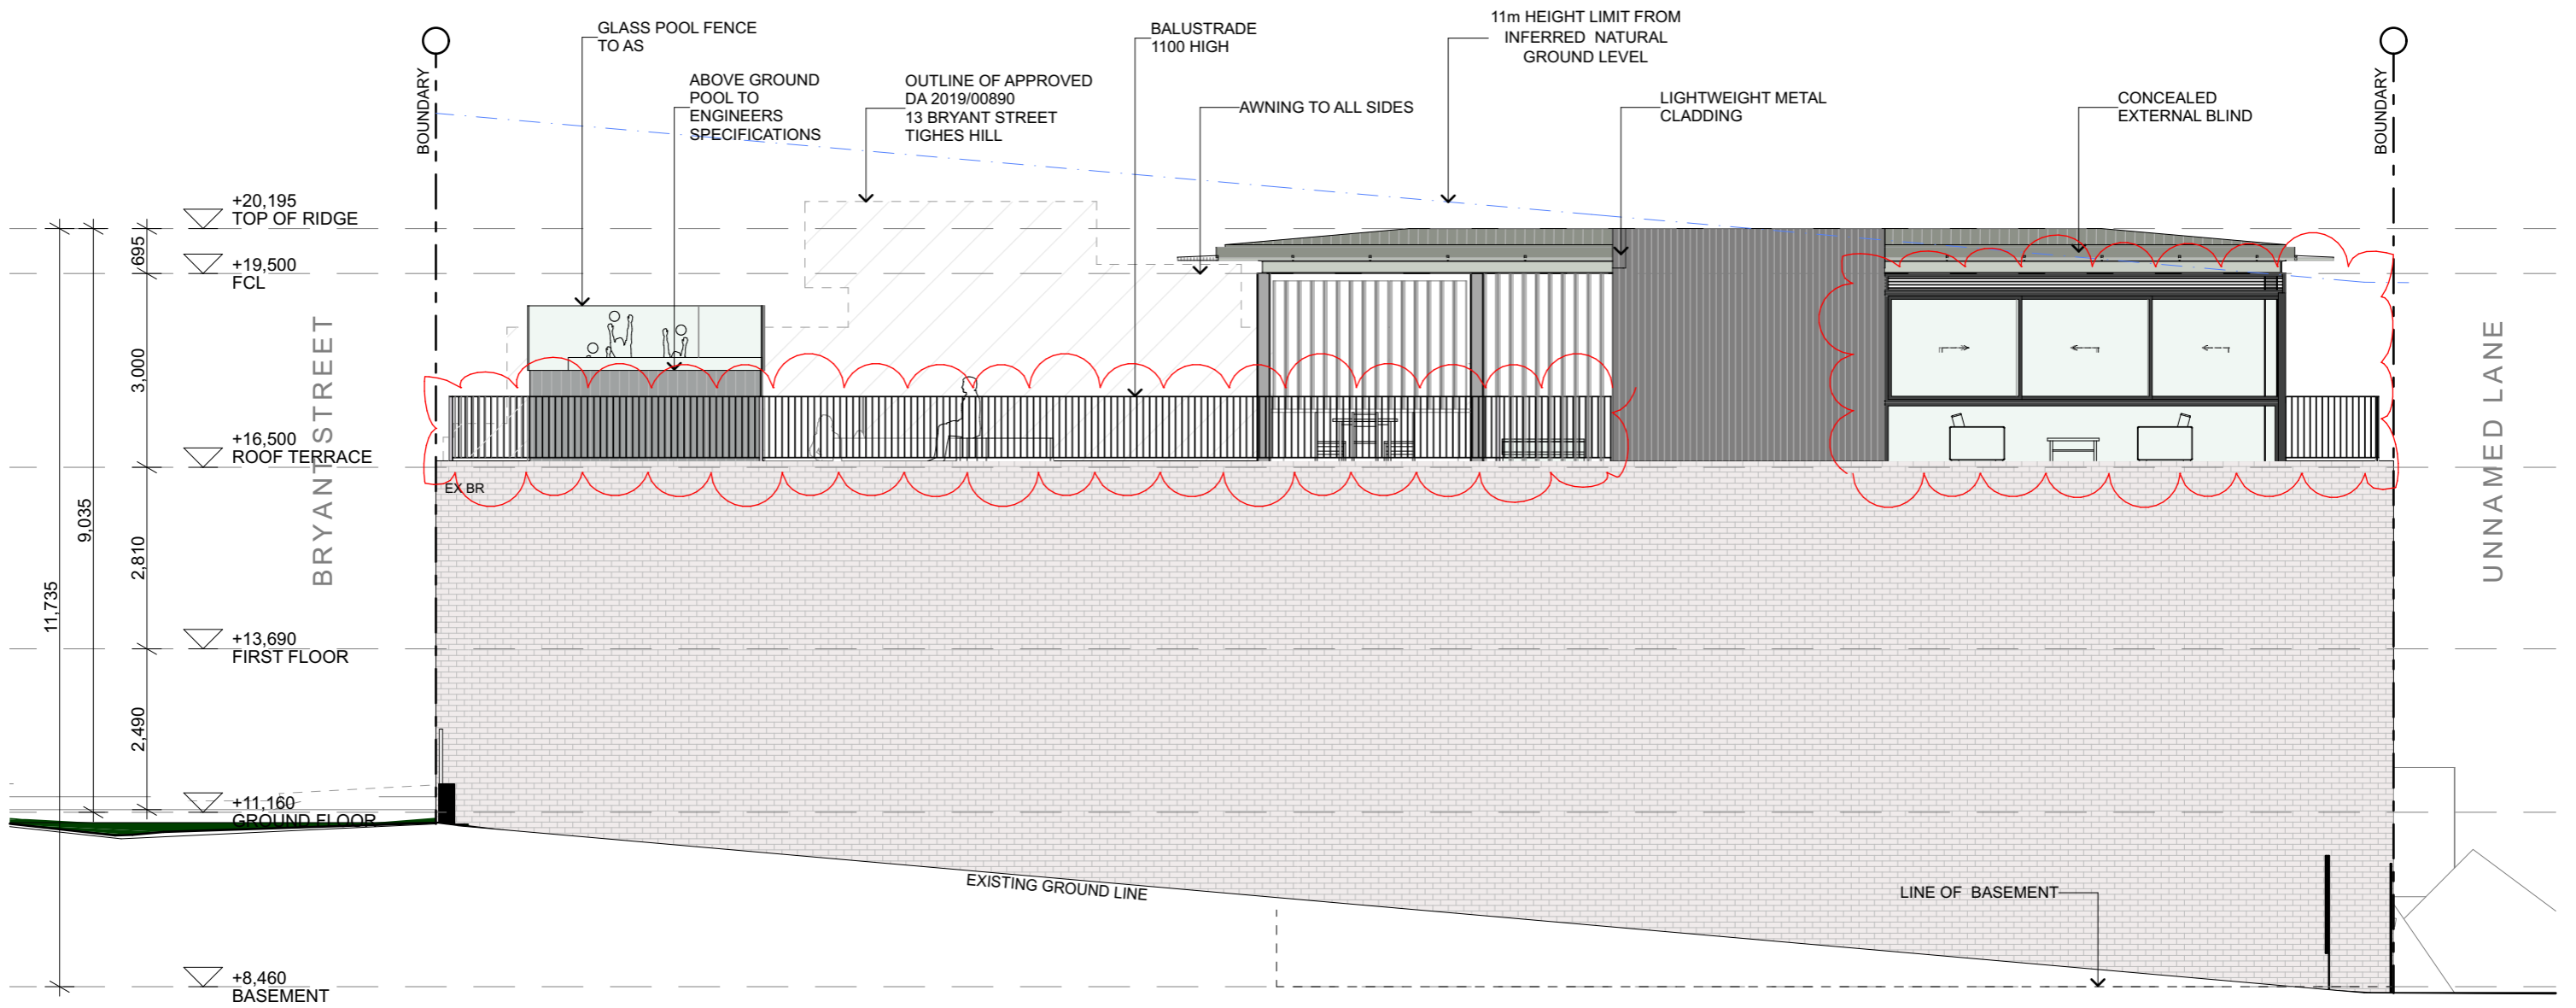 GLASS POOL FENCE
TO AS
ABOVE GROUND
POOL TO
ENGINEERS
SPECIFICATIONS
OUTLINE OF APPROVED
DA 2019/00890
13 BRYANT STREET
TIGHES HILL
BALUSTRADE
1100 HIGH
AWNING TO ALL SIDES
11m HEIGHT LIMIT FROM
INFERRED NATURAL
GROUND LEVEL
LIGHTWEIGHT METAL
CLADDING
CONCEALED
EXTERNAL BLIND
BOUNDARY
BOUNDARY
+20,195
TOP OF RIDGE
+19,500
FCL
+16,500
ROOF TERRACE
+13,690
FIRST FLOOR
+11,160
GROUND FLOOR
+8,460
BASEMENT
695
3,000
2,810
2,490
9,035
11,735
BRYANT STREET
UNNAMED LANE
EX BR
EXISTING GROUND LINE
LINE OF BASEMENT